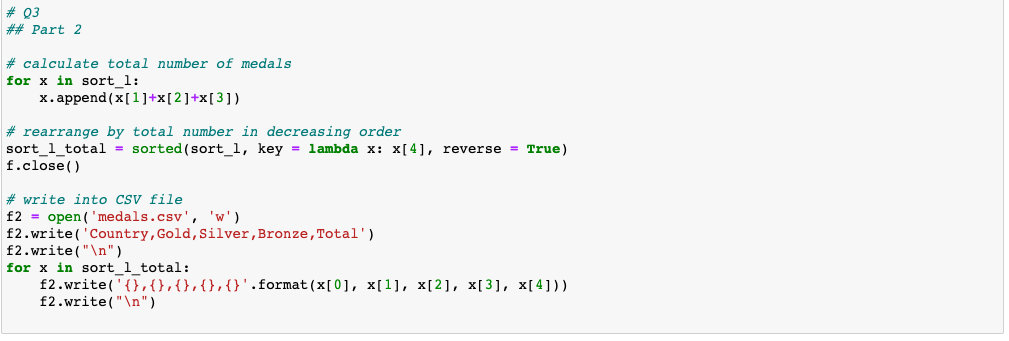 # Q3
## Part 2
# calculate total number of medals
for x in sort_l:
    x.append(x[1]+x[2]+x[3])
# rearrange by total number in decreasing order
sort_l_total = sorted(sort_l, key = lambda x: x[4], reverse = True)
f.close()
# write into CSV file
f2 = open('medals.csv', 'w')
f2.write('Country,Gold,Silver,Bronze,Total')
f2.write("\n")
for x in sort_l_total:
    f2.write('{},{},{},{},{}'.format(x[0], x[1], x[2], x[3], x[4]))
    f2.write("\n")